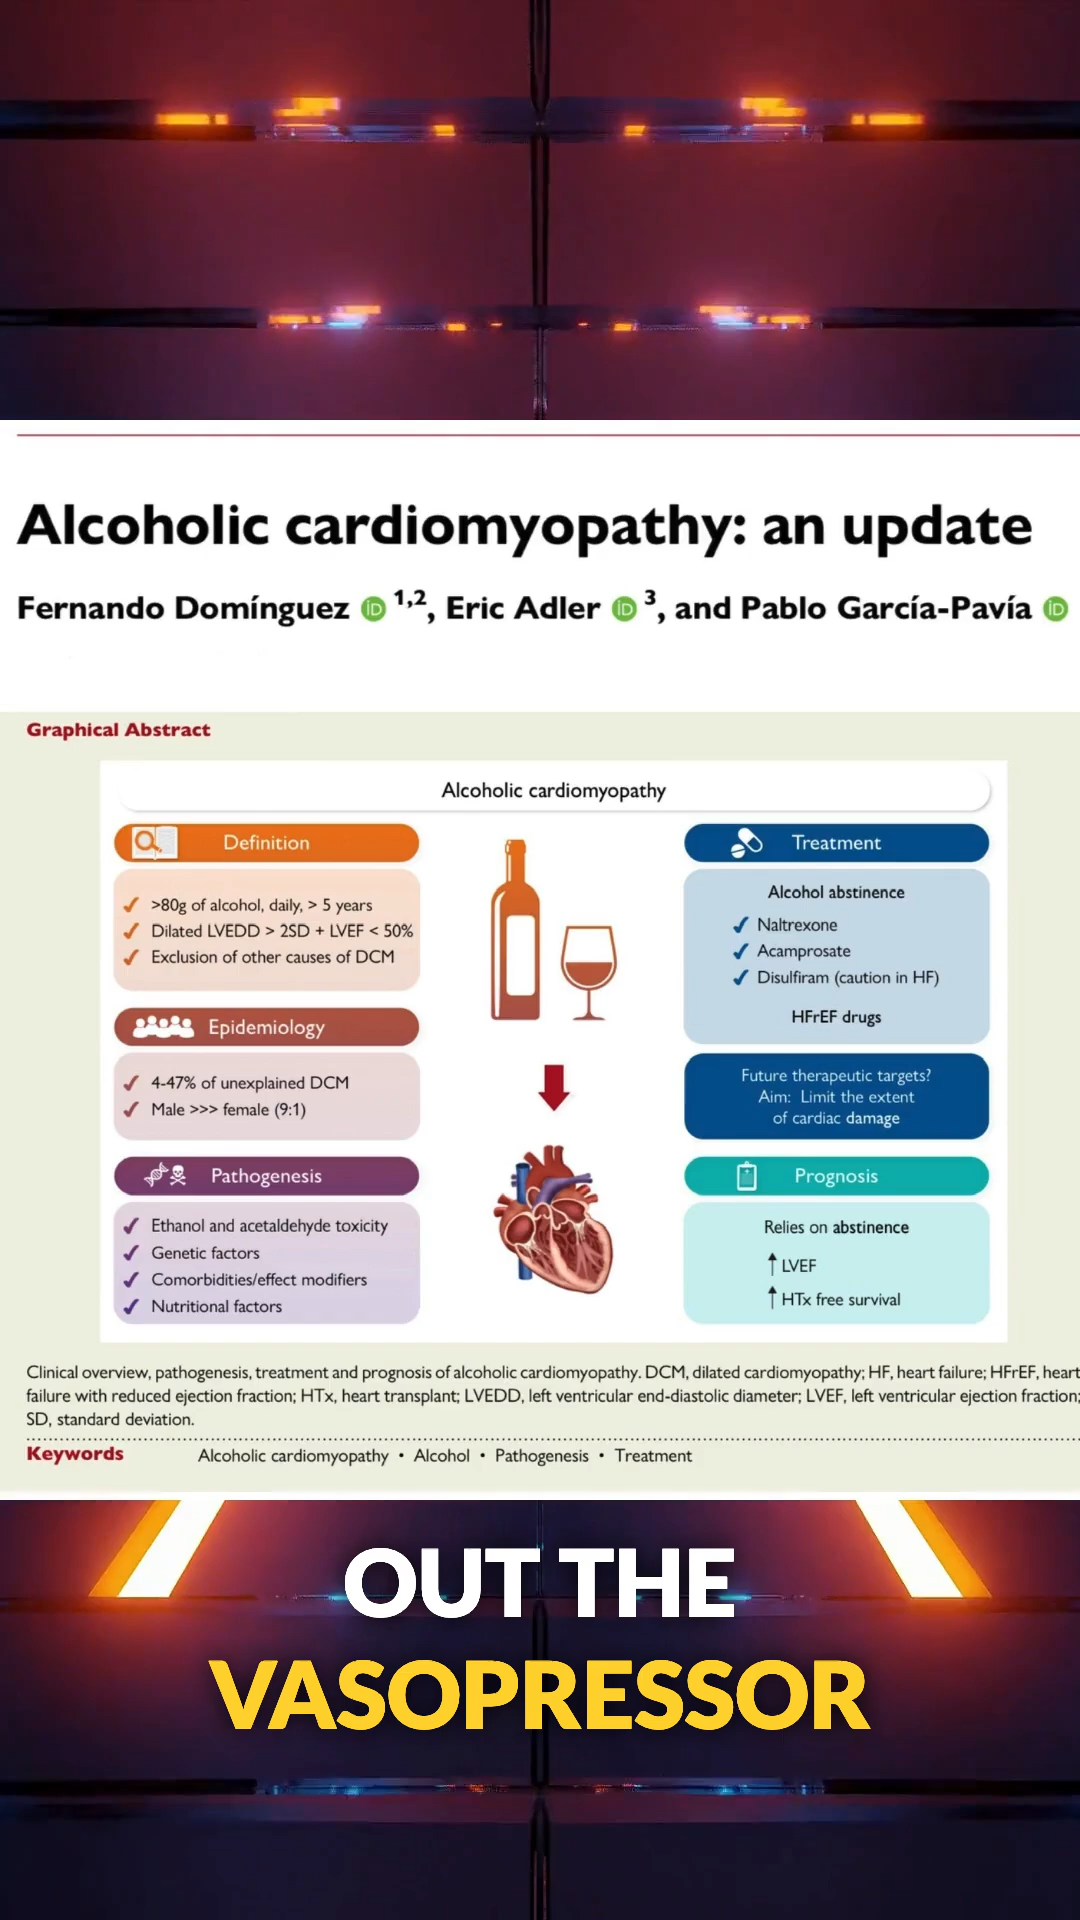 Alcoholic cardiomyopathy: an update
Fernando Domínguez iD 1,2, Eric Adler iD 3, and Pablo García-Pavía iD
Graphical Abstract
Alcoholic cardiomyopathy
Definition
✓ >80g of alcohol, daily, > 5 years
✓ Dilated LVEDD > 2SD + LVEF < 50%
✓ Exclusion of other causes of DCM
Epidemiology
✓ 4-47% of unexplained DCM
✓ Male >>> female (9:1)
Pathogenesis
✓ Ethanol and acetaldehyde toxicity
✓ Genetic factors
✓ Comorbidities/effect modifiers
✓ Nutritional factors
Treatment
Alcohol abstinence
✓ Naltrexone
✓ Acamprosate
✓ Disulfiram (caution in HF)
HFrEF drugs
Future therapeutic targets?
Aim: Limit the extent
of cardiac damage
Prognosis
Relies on abstinence
↑ LVEF
↑ HTx free survival
Clinical overview, pathogenesis, treatment and prognosis of alcoholic cardiomyopathy. DCM, dilated cardiomyopathy; HF, heart failure; HFrEF, heart
failure with reduced ejection fraction; HTx, heart transplant; LVEDD, left ventricular end-diastolic diameter; LVEF, left ventricular ejection fraction;
SD, standard deviation.
Keywords Alcoholic cardiomyopathy • Alcohol • Pathogenesis • Treatment
OUT THE
VASOPRESSOR